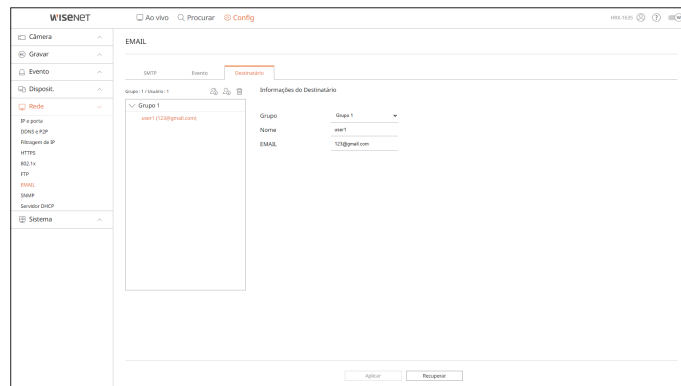 WISENET
Ao vivo Procurar Config
HRX-1635
Câmera
Gravar
Evento
Disposit.
Rede
IP e porta
DDNS e P2P
Filtragem de IP
HTTPS
802.1x
FTP
EMAIL
SNMP
Servidor DHCP
Sistema
EMAIL
SMTP Evento Destinatário
Grupo : 1 / Usuário : 1
Grupo 1
user1 (123@gmail.com)
Informações do Destinatário
Grupo Grupo 1
Nome user1
EMAIL 123@gmail.com
Aplicar Recuperar